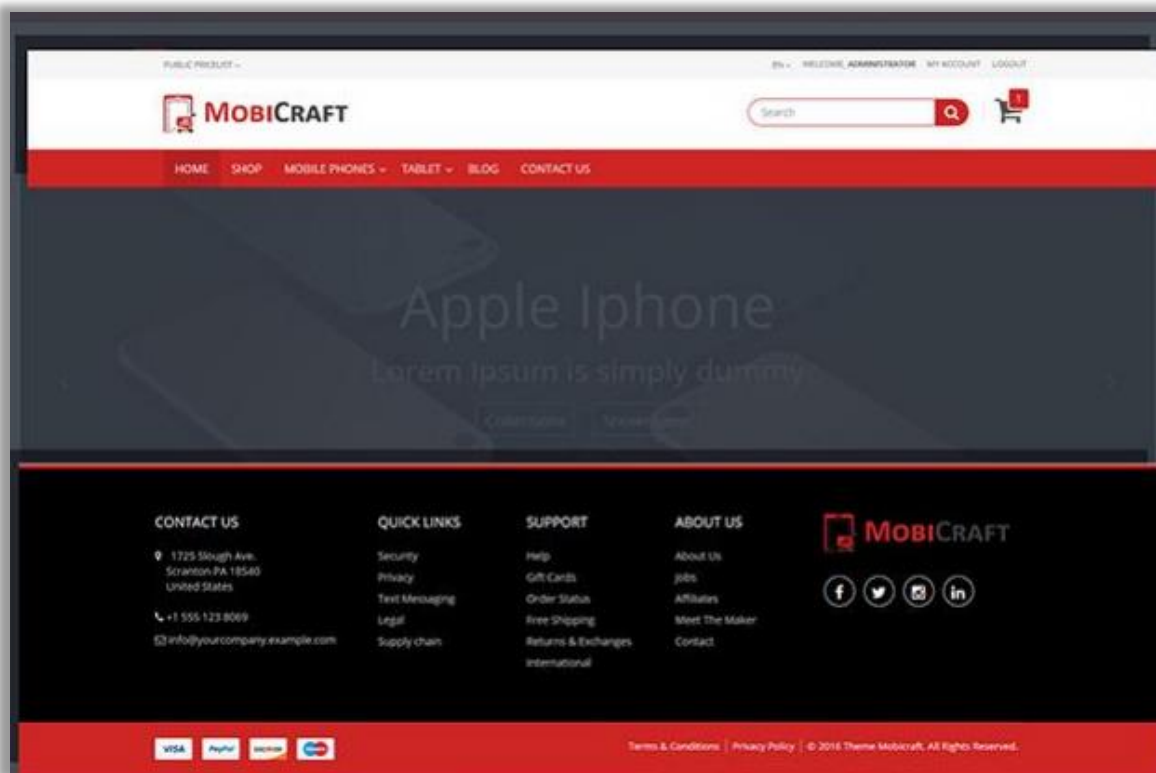 PUBLIC PRICELIST
EN WELCOME, ADMINISTRATOR MY ACCOUNT LOGOUT
MOBICRAFT
Search
1
HOME SHOP MOBILE PHONES TABLET BLOG CONTACT US
Apple Iphone
Lorem Ipsum is simply dummy
CONTACT US
1725 Slough Ave.
Scranton PA 18540
United States
+1 555 123 8069
info@yourcompany.example.com
QUICK LINKS
Security
Privacy
Text Messaging
Legal
Supply chain
SUPPORT
Help
Gift Cards
Order Status
Free Shipping
Returns & Exchanges
International
ABOUT US
About Us
Jobs
Affiliates
Meet The Maker
Contact
MOBICRAFT
VISA PayPal DISCOVER
Terms & Conditions | Privacy Policy | © 2016 Theme Mobicraft. All Rights Reserved.